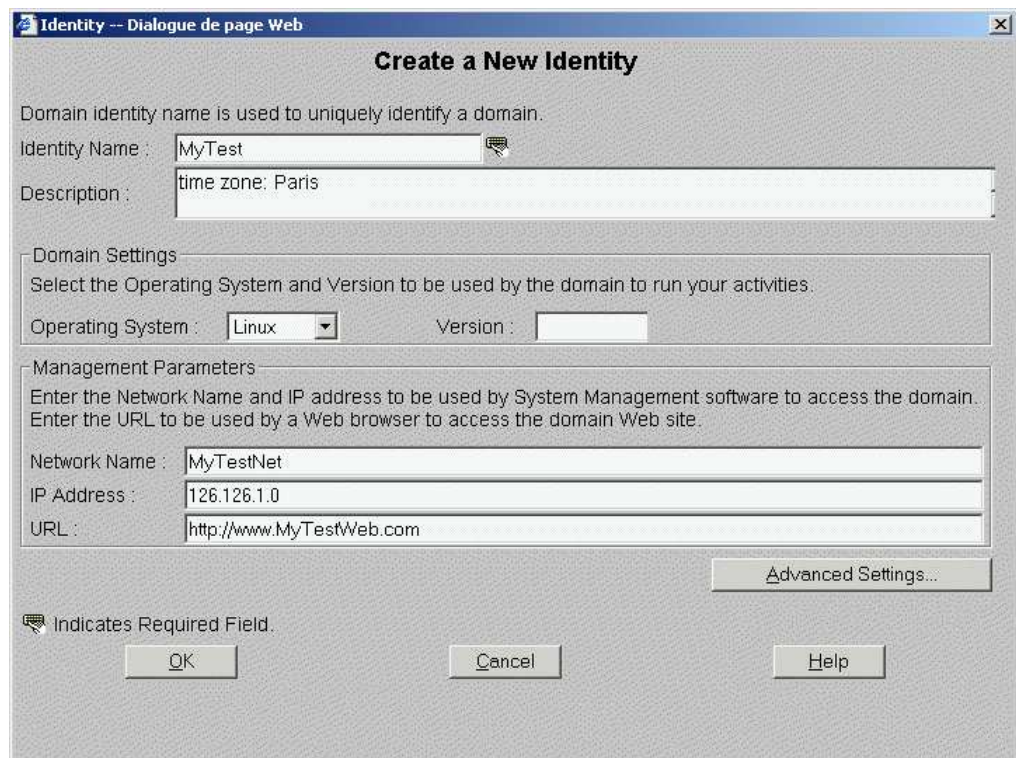 Identity -- Dialogue de page Web
Create a New Identity
Domain identity name is used to uniquely identify a domain.
Identity Name : MyTest
Description : time zone: Paris
Domain Settings
Select the Operating System and Version to be used by the domain to run your activities.
Operating System : Linux Version :
Management Parameters
Enter the Network Name and IP address to be used by System Management software to access the domain.
Enter the URL to be used by a Web browser to access the domain Web site.
Network Name : MyTestNet
IP Address : 126.126.1.0
URL : http://www.MyTestWeb.com
Advanced Settings...
Indicates Required Field.
OK Cancel Help